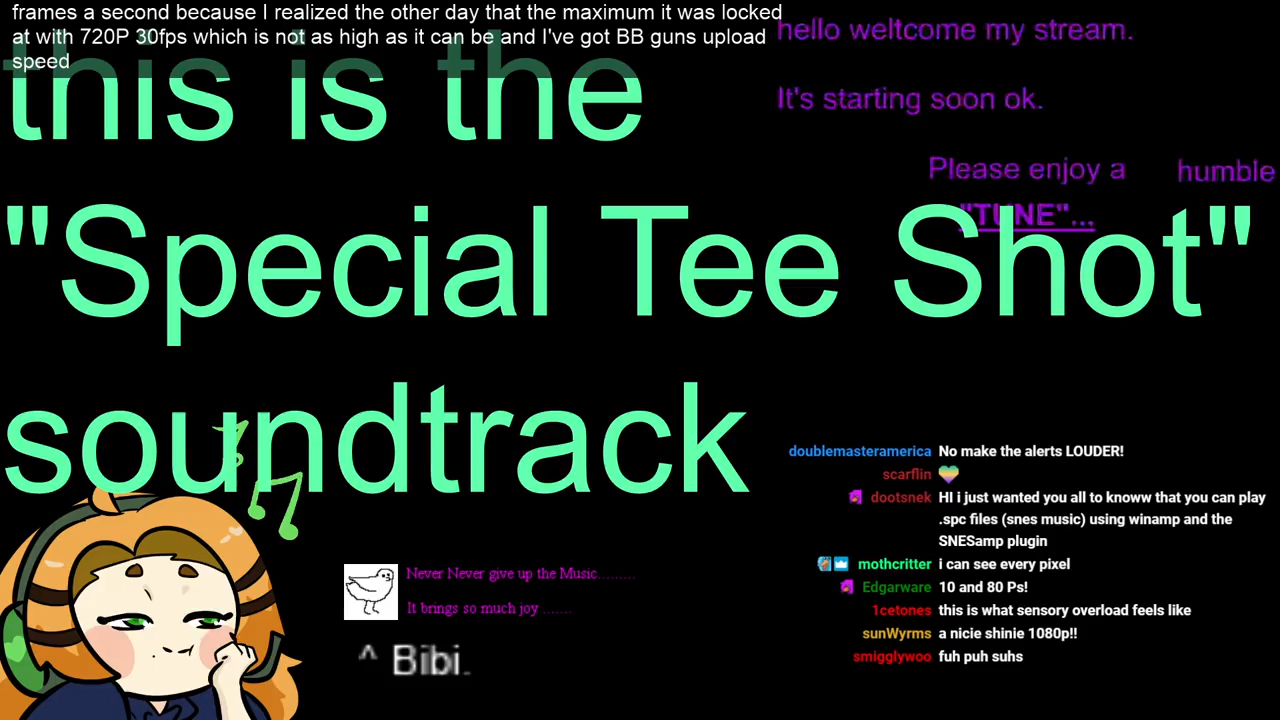 frames a second because I realized the other day that the maximum it was locked
at with 720P 30fps which is not as high as it can be and I've got BB guns upload
speed
this is the
"Special Tee Shot"
soundtrack
hello weltcome my stream.
It's starting soon ok.
Please enjoy a humble
"TUNE"...
doublemasteramerica No make the alerts LOUDER!
scarflin
dootsnek HI i just wanted you all to knoww that you can play
.spc files (snes music) using winamp and the
SNESamp plugin
mothcritter i can see every pixel
Edgarware 10 and 80 Ps!
1cetones this is what sensory overload feels like
sunWyrms a nicie shinie 1080p!!
smigglywoo fuh puh suhs
Never Never give up the Music.........
It brings so much joy .......
^ Bibi.